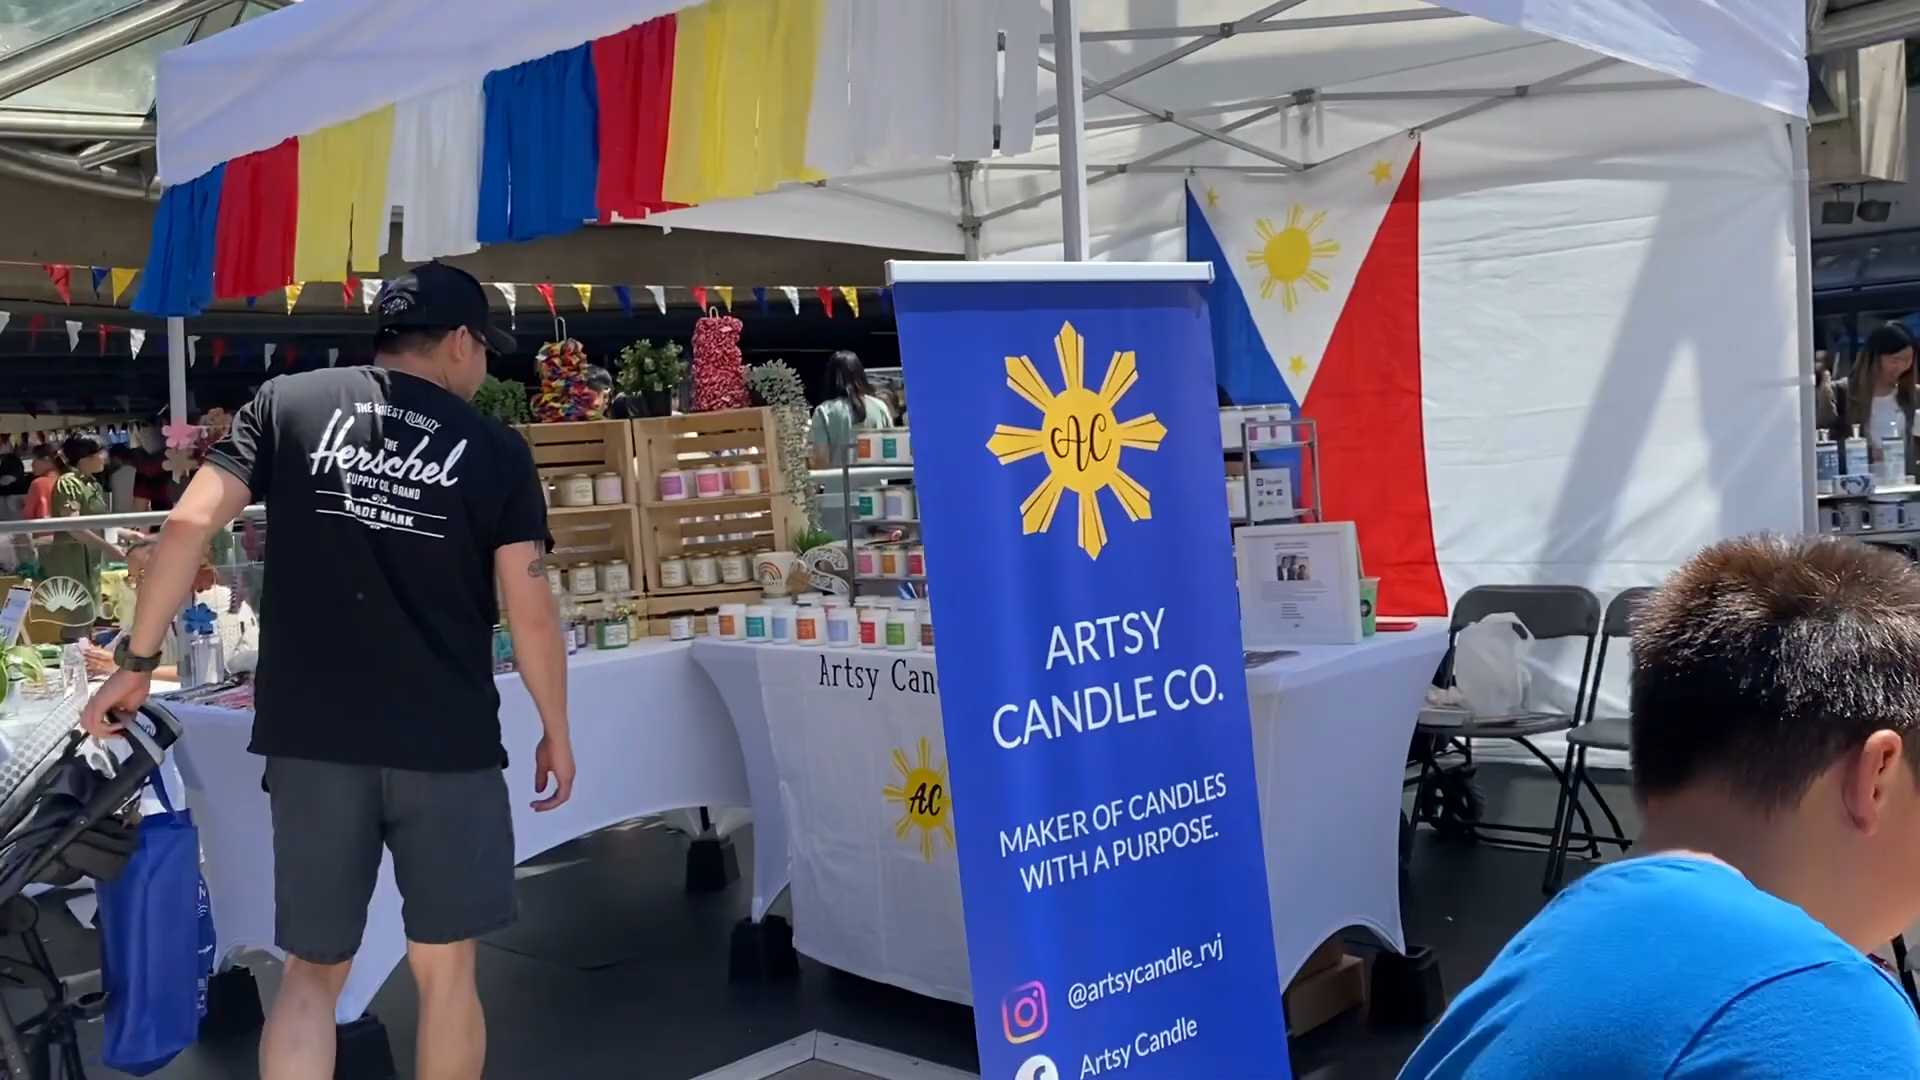 THE FINEST QUALITY
THE
Herschel
SUPPLY CO. BRAND
TRADE MARK
AC
ARTSY
CANDLE CO.
MAKER OF CANDLES
WITH A PURPOSE.
@artsycandle_rvj
Artsy Candle
Artsy Can
AC